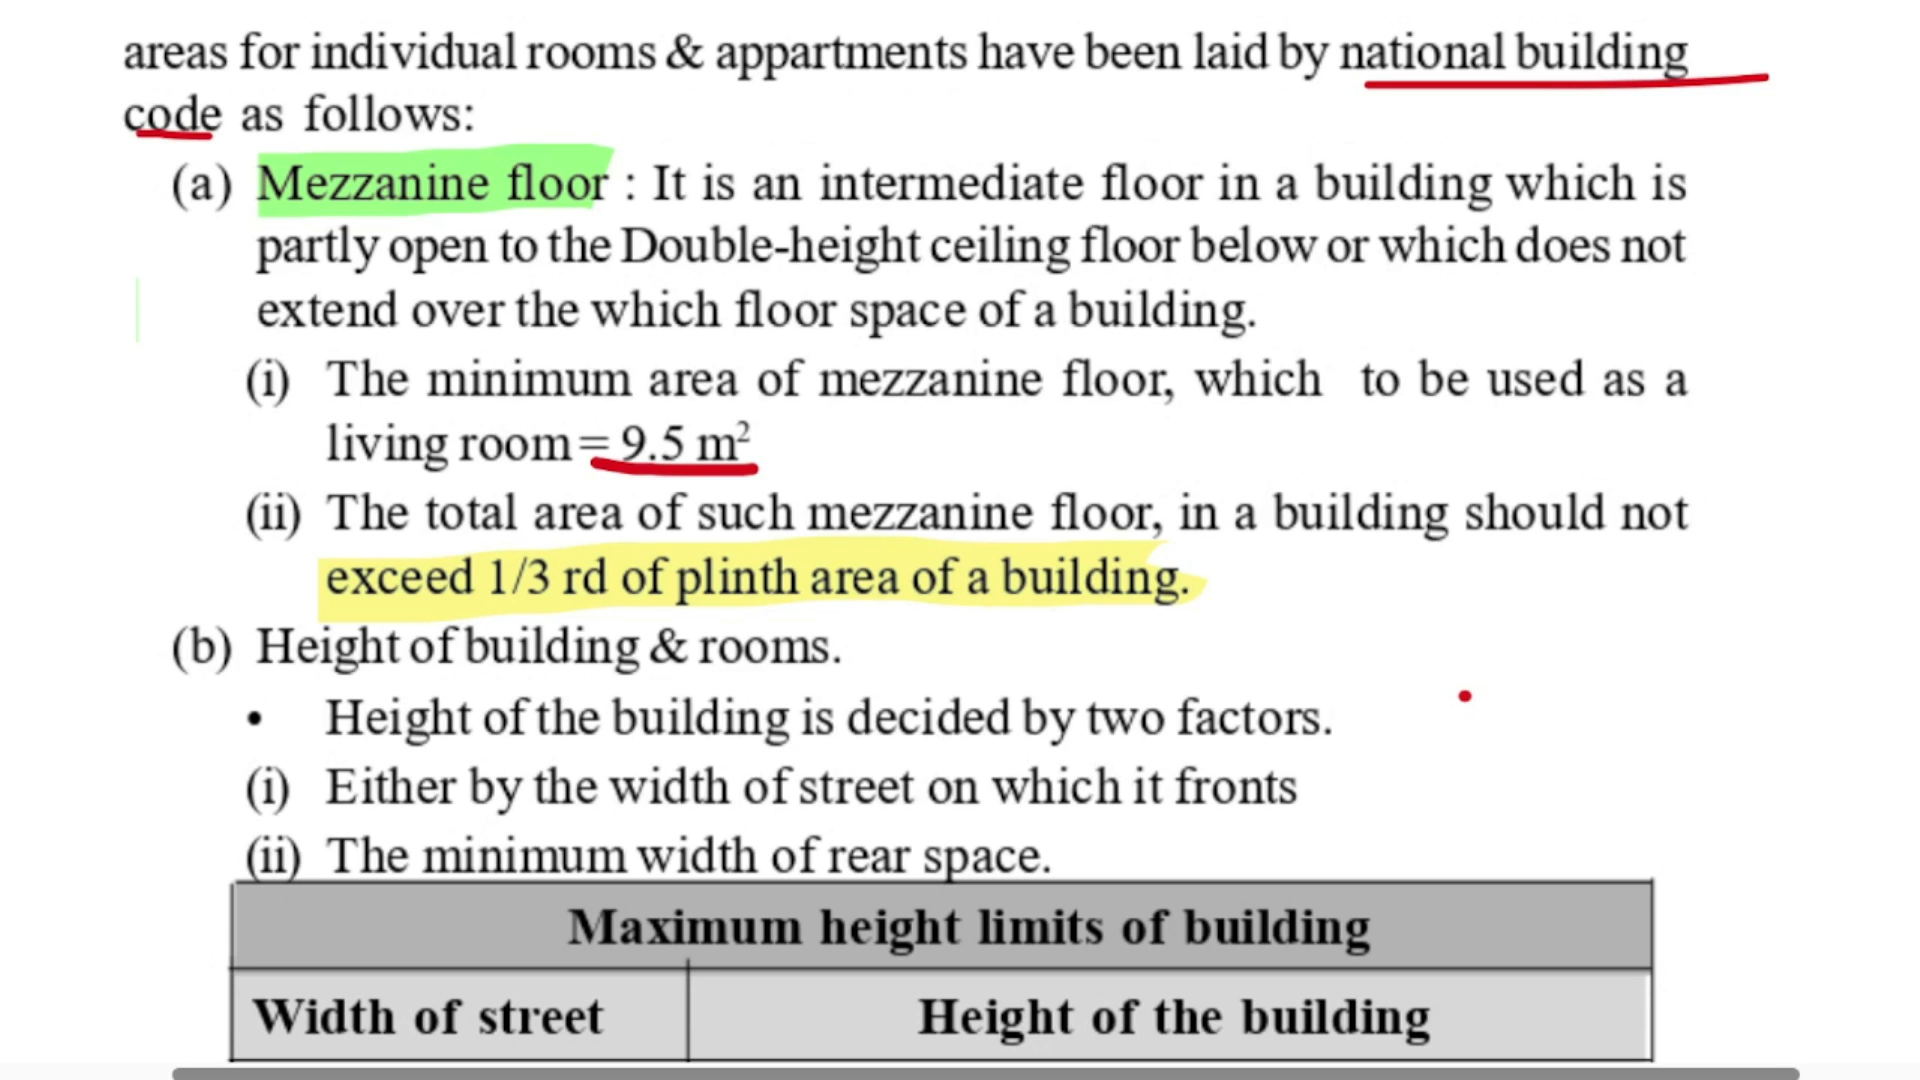 areas for individual rooms & appartments have been laid by national building
code as follows:
(a) Mezzanine floor : It is an intermediate floor in a building which is
partly open to the Double-height ceiling floor below or which does not
extend over the which floor space of a building.
(i) The minimum area of mezzanine floor, which to be used as a
living room = 9.5 m²
(ii) The total area of such mezzanine floor, in a building should not
exceed 1/3 rd of plinth area of a building.
(b) Height of building & rooms.
• Height of the building is decided by two factors.
(i) Either by the width of street on which it fronts
(ii) The minimum width of rear space.
Maximum height limits of building
Width of street Height of the building